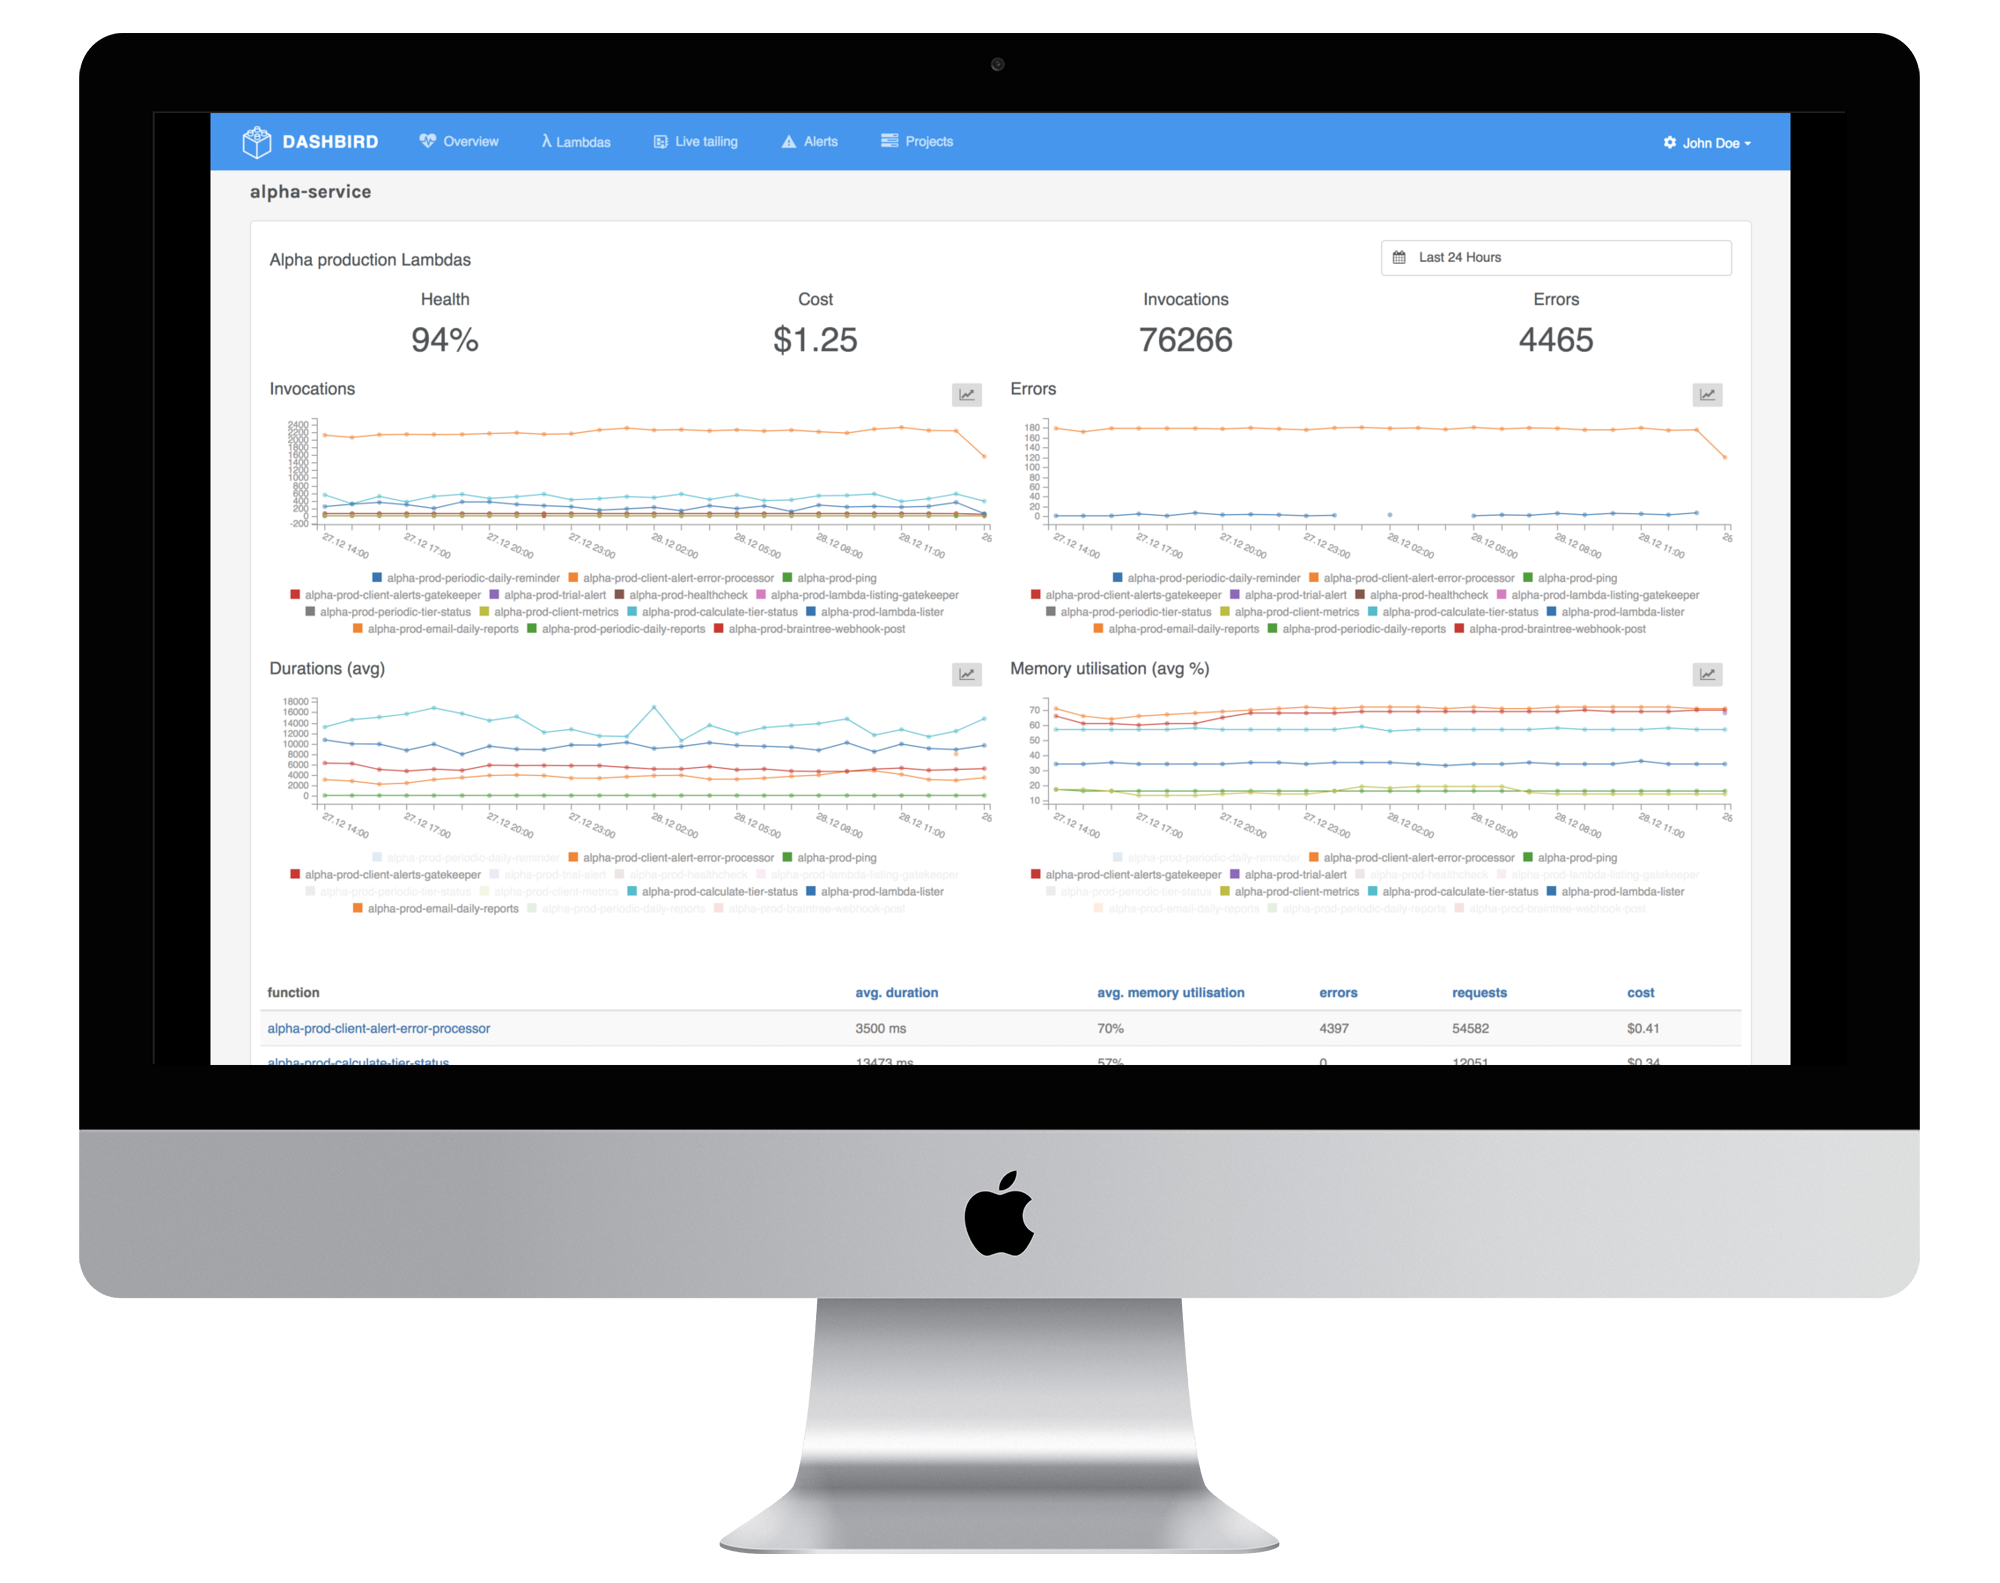 DASHBIRD Overview λ Lambdas Live tailing Alerts Projects John Doe
alpha-service
Alpha production Lambdas Last 24 Hours
Health Cost Invocations Errors
94% $1.25 76266 4465
Invocations
2400
2200
2000
1800
1600
1400
1200
1000
800
600
400
200
0
-200
27.12 14:00 27.12 17:00 27.12 20:00 27.12 23:00 28.12 02:00 28.12 05:00 28.12 08:00 28.12 11:00
alpha-prod-periodic-daily-reminder alpha-prod-client-alert-error-processor alpha-prod-ping
alpha-prod-client-alerts-gatekeeper alpha-prod-trial-alert alpha-prod-healthcheck alpha-prod-lambda-listing-gatekeeper
alpha-prod-periodic-tier-status alpha-prod-client-metrics alpha-prod-calculate-tier-status alpha-prod-lambda-lister
alpha-prod-email-daily-reports alpha-prod-periodic-daily-reports alpha-prod-braintree-webhook-post
Errors
180
160
140
120
100
80
60
40
20
0
27.12 14:00 27.12 17:00 27.12 20:00 27.12 23:00 28.12 02:00 28.12 05:00 28.12 08:00 28.12 11:00
alpha-prod-periodic-daily-reminder alpha-prod-client-alert-error-processor alpha-prod-ping
alpha-prod-client-alerts-gatekeeper alpha-prod-trial-alert alpha-prod-healthcheck alpha-prod-lambda-listing-gatekeeper
alpha-prod-periodic-tier-status alpha-prod-client-metrics alpha-prod-calculate-tier-status alpha-prod-lambda-lister
alpha-prod-email-daily-reports alpha-prod-periodic-daily-reports alpha-prod-braintree-webhook-post
Durations (avg)
18000
16000
14000
12000
10000
8000
6000
4000
2000
0
27.12 14:00 27.12 17:00 27.12 20:00 27.12 23:00 28.12 02:00 28.12 05:00 28.12 08:00 28.12 11:00
alpha-prod-periodic-daily-reminder alpha-prod-client-alert-error-processor alpha-prod-ping
alpha-prod-client-alerts-gatekeeper alpha-prod-trial-alert alpha-prod-healthcheck alpha-prod-lambda-listing-gatekeeper
alpha-prod-periodic-tier-status alpha-prod-client-metrics alpha-prod-calculate-tier-status alpha-prod-lambda-lister
alpha-prod-email-daily-reports alpha-prod-periodic-daily-reports alpha-prod-braintree-webhook-post
Memory utilisation (avg %)
70
60
50
40
30
20
10
27.12 14:00 27.12 17:00 27.12 20:00 27.12 23:00 28.12 02:00 28.12 05:00 28.12 08:00 28.12 11:00
alpha-prod-periodic-daily-reminder alpha-prod-client-alert-error-processor alpha-prod-ping
alpha-prod-client-alerts-gatekeeper alpha-prod-trial-alert alpha-prod-healthcheck alpha-prod-lambda-listing-gatekeeper
alpha-prod-periodic-tier-status alpha-prod-client-metrics alpha-prod-calculate-tier-status alpha-prod-lambda-lister
alpha-prod-email-daily-reports alpha-prod-periodic-daily-reports alpha-prod-braintree-webhook-post
function avg. duration avg. memory utilisation errors requests cost
alpha-prod-client-alert-error-processor 3500 ms 70% 4397 54582 $0.41
alpha-prod-calculate-tier-status 13473 ms 57% 0 12051 $0.34